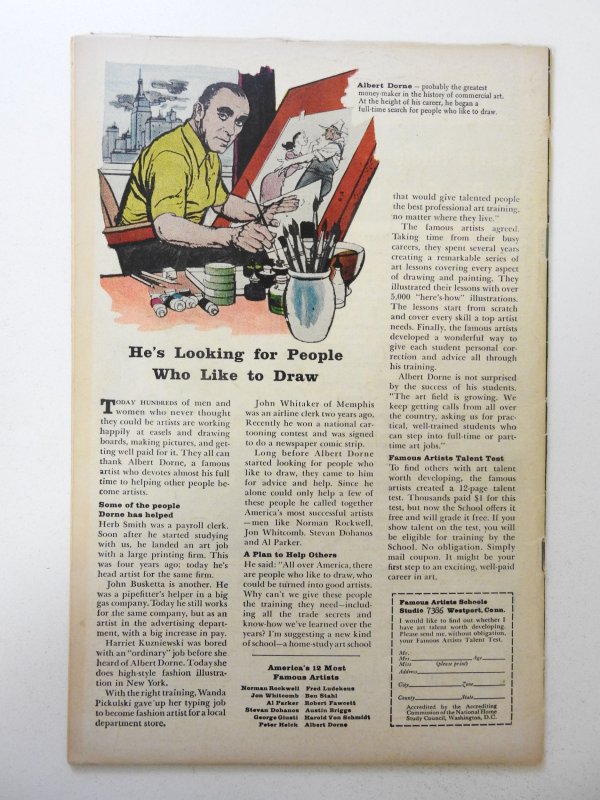 Albert Dorne – probably the greatest
money-maker in the history of commercial art.
At the height of his career, he began a
full-time search for people who like to draw.
He's Looking for People
Who Like to Draw
TODAY HUNDREDS of men and
women who never thought
they could be artists are working
happily at easels and drawing
boards, making pictures, and get-
ting well paid for it. They all can
thank Albert Dorne, a famous
artist who devotes almost his full
time to helping other people be-
come artists.
Some of the people
Dorne has helped
Herb Smith was a payroll clerk.
Soon after he started studying
with us, he landed an art job
with a large printing firm. This
was four years ago; today he's
head artist for the same firm.
John Busketta is another. He
was a pipefitter's helper in a big
gas company. Today he still works
for the same company, but as an
artist in the advertising depart-
ment, with a big increase in pay.
Harriet Kuzniewski was bored
with an "ordinary" job before she
heard of Albert Dorne. Today she
does high-style fashion illustra-
tion in New York.
With the right training, Wanda
Pickulski gave up her typing job
to become fashion artist for a local
department store.
John Whitaker of Memphis
was an airline clerk two years ago.
Recently he won a national car-
tooning contest and was signed
to do a newspaper comic strip.
Long before Albert Dorne
started looking for people who
like to draw, they came to him
for advice and help. Since he
alone could only help a few of
these people he called together
America's most successful artists
—men like Norman Rockwell,
Jon Whitcomb, Stevan Dohanos
and Al Parker.
A Plan to Help Others
He said: "All over America, there
are people who like to draw, who
could be turned into good artists.
Why can't we give these people
the training they need—includ-
ing all the trade secrets and
know-how we've learned over the
years? I'm suggesting a new kind
of school—a home-study art school
America's 12 Most
Famous Artists
Norman Rockwell Fred Ludekens
Jon Whitcomb Ben Stahl
Al Parker Robert Fawcett
Stevan Dohanos Austin Briggs
George Giusti Harold Von Schmidt
Peter Helck Albert Dorne
that would give talented people
the best professional art training,
no matter where they live."
The famous artists agreed.
Taking time from their busy
careers, they spent several years
creating a remarkable series of
art lessons covering every aspect
of drawing and painting. They
illustrated their lessons with over
5,000 "here's-how" illustrations.
The lessons start from scratch
and cover every skill a top artist
needs. Finally, the famous artists
developed a wonderful way to
give each student personal cor-
rection and advice all through
his training.
Albert Dorne is not surprised
by the success of his students.
"The art field is growing. We
keep getting calls from all over
the country, asking us for prac-
tical, well-trained students who
can step into full-time or part-
time art jobs."
Famous Artists Talent Test
To find others with art talent
worth developing, the famous
artists created a 12-page talent
test. Thousands paid $1 for this
test, but now the School offers it
free and will grade it free. If you
show talent on the test, you will
be eligible for training by the
School. No obligation. Simply
mail coupon. It might be your
first step to an exciting, well-paid
career in art.
Famous Artists Schools
Studio 7386 Westport, Conn.
I would like to find out whether I
have art talent worth developing.
Please send me, without obligation,
your Famous Artists Talent Test.
Mr.
Mrs. Age
Miss (please print)
Address
City Zone
County State
Accredited by the Accrediting
Commission of the National Home
Study Council, Washington, D.C.